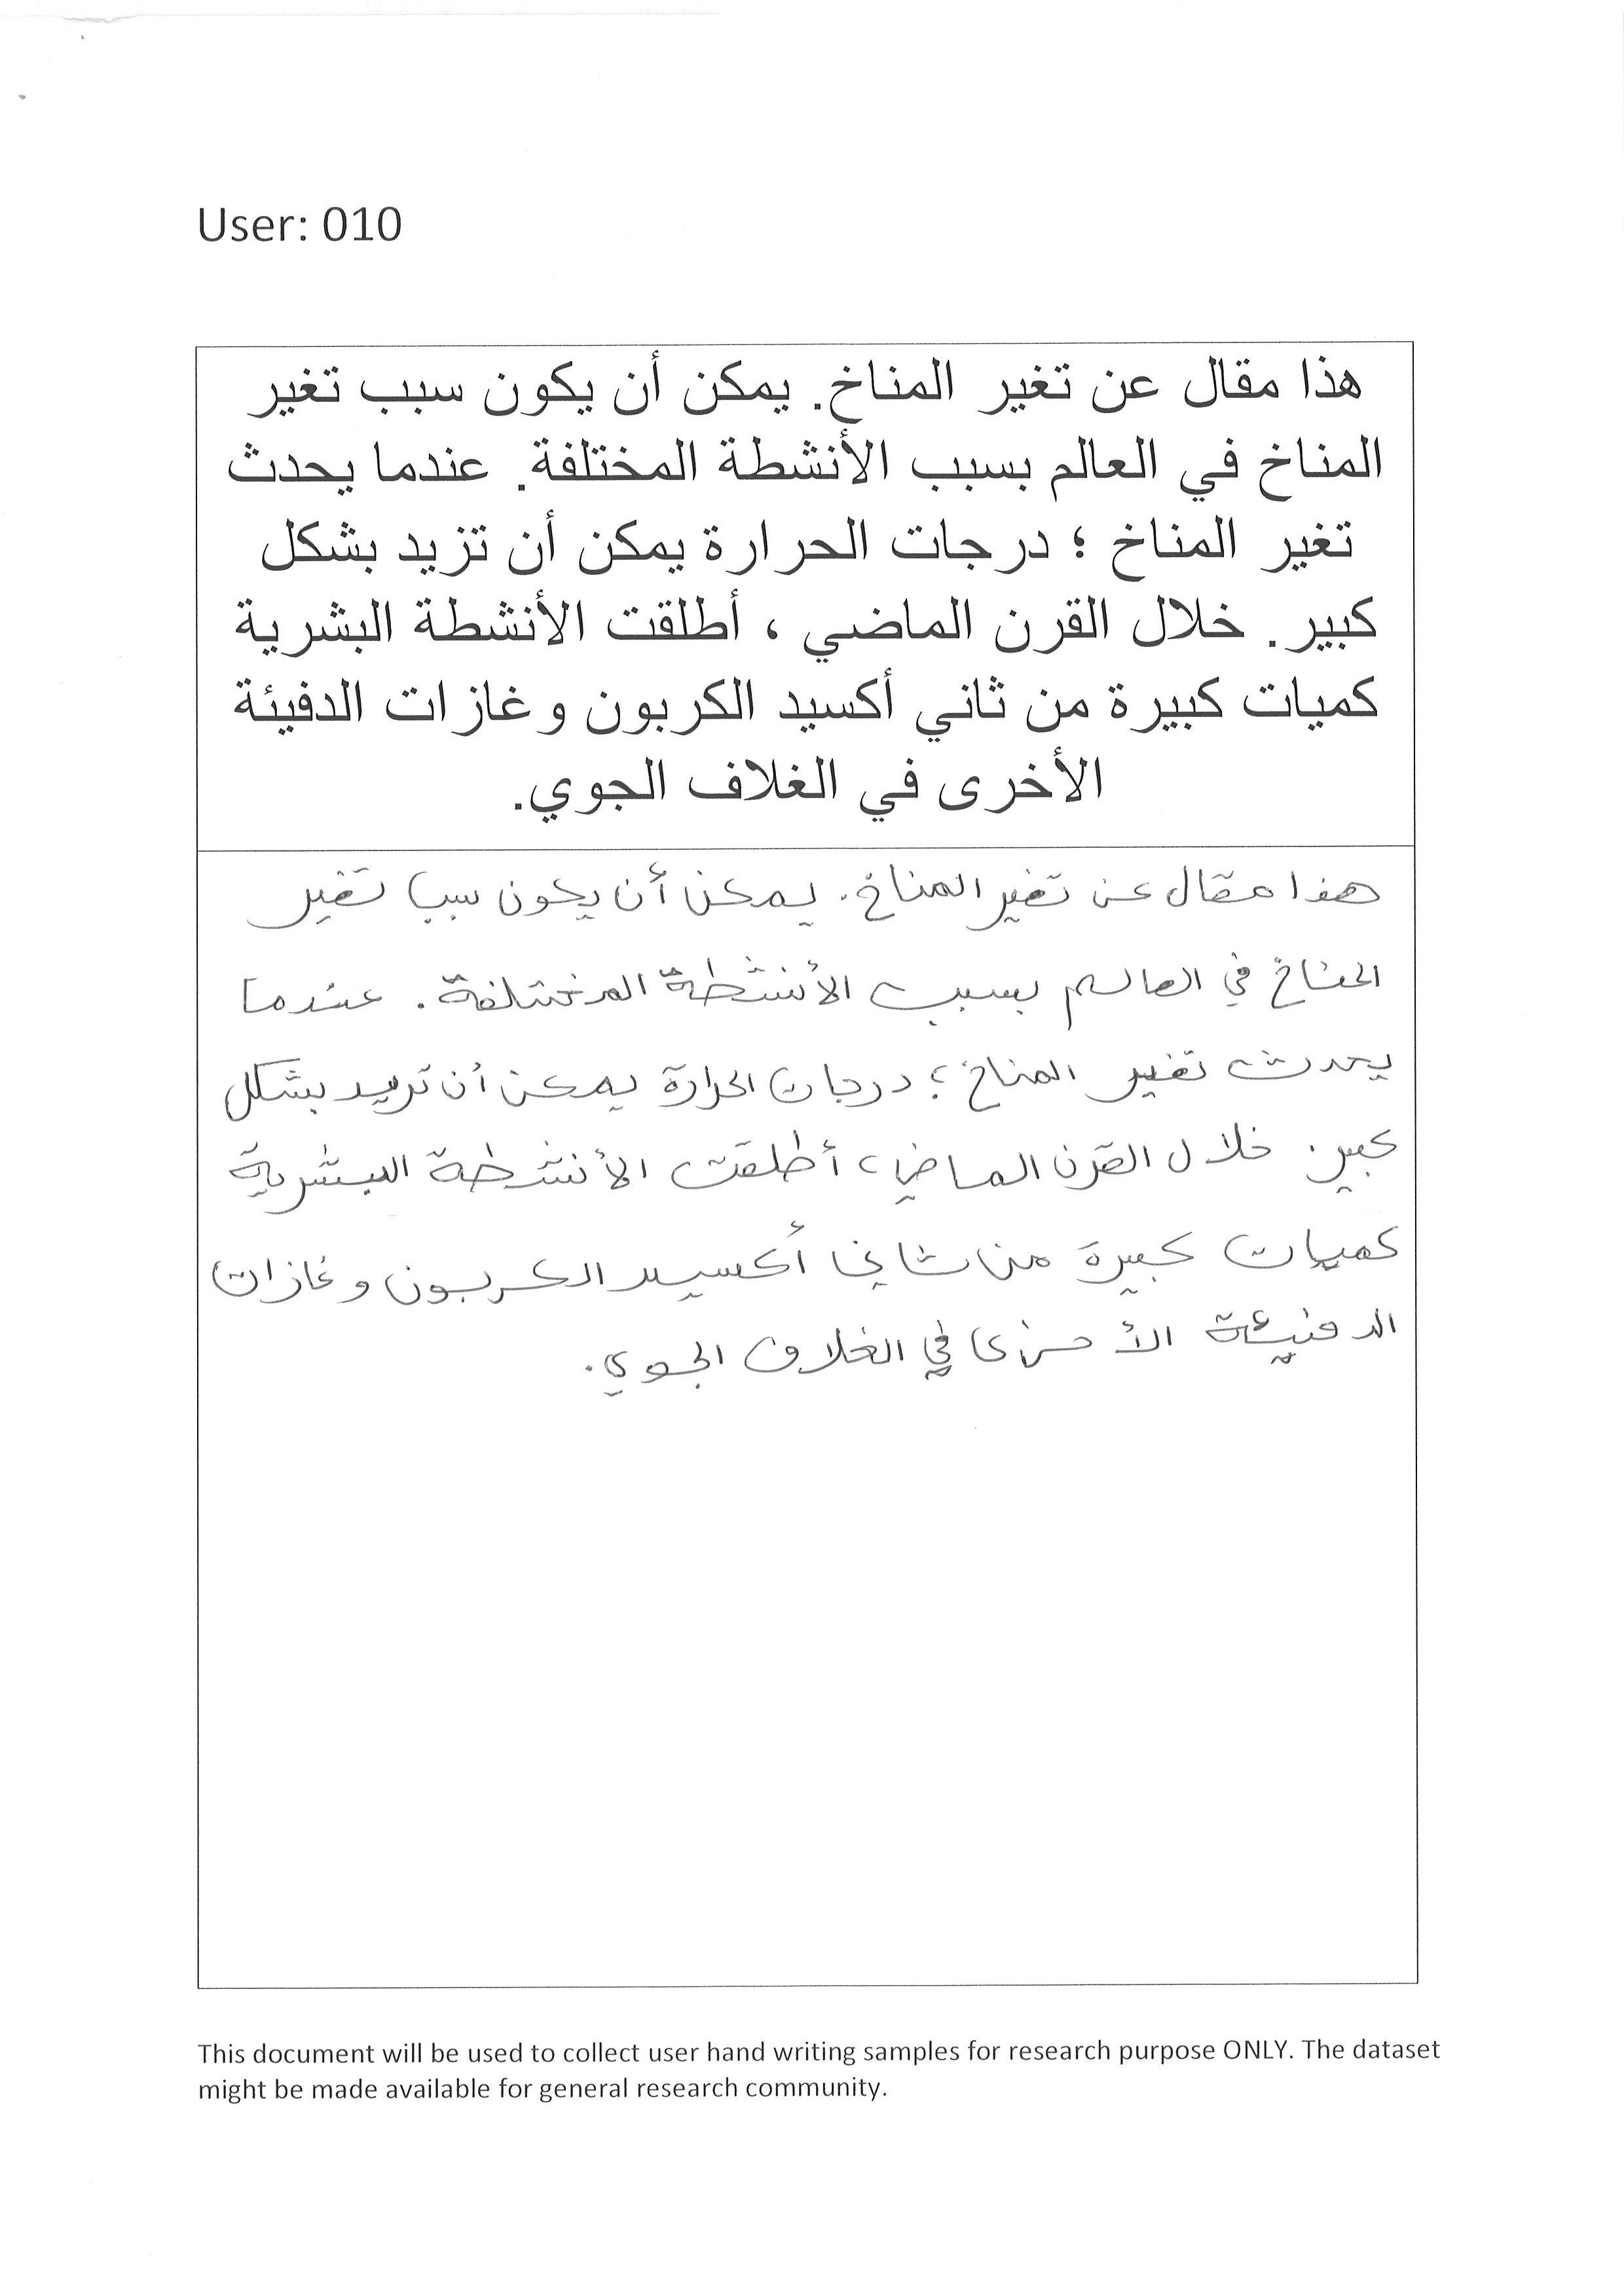 User: 010
هذا مقال عن تغير المناخ. يمكن أن يكون سبب تغير
المناخ في العالم بسبب الأنشطة المختلفة. عندما يحدث
تغير المناخ ؛ درجات الحرارة يمكن أن تزيد بشكل
كبير. خلال القرن الماضي ، أطلقت الأنشطة البشرية
كميات كبيرة من ثاني أكسيد الكربون وغازات الدفيئة
الأخرى في الغلاف الجوي.
هذا مقال عن تغير المناخ. يمكن أن يكون سبب تغير
المناخ في العالم بسبب الأنشطة المختلفة. عندما
يحدث تغير المناخ ؛ درجات الحرارة يمكن أن تزيد بشكل
كبير. خلال القرن الماضي ، أطلقت الأنشطة البشرية
كميات كبيرة من ثاني أكسيد الكربون وغازات
الدفيئة الأخرى في الغلاف الجوي.
This document will be used to collect user hand writing samples for research purpose ONLY. The dataset
might be made available for general research community.